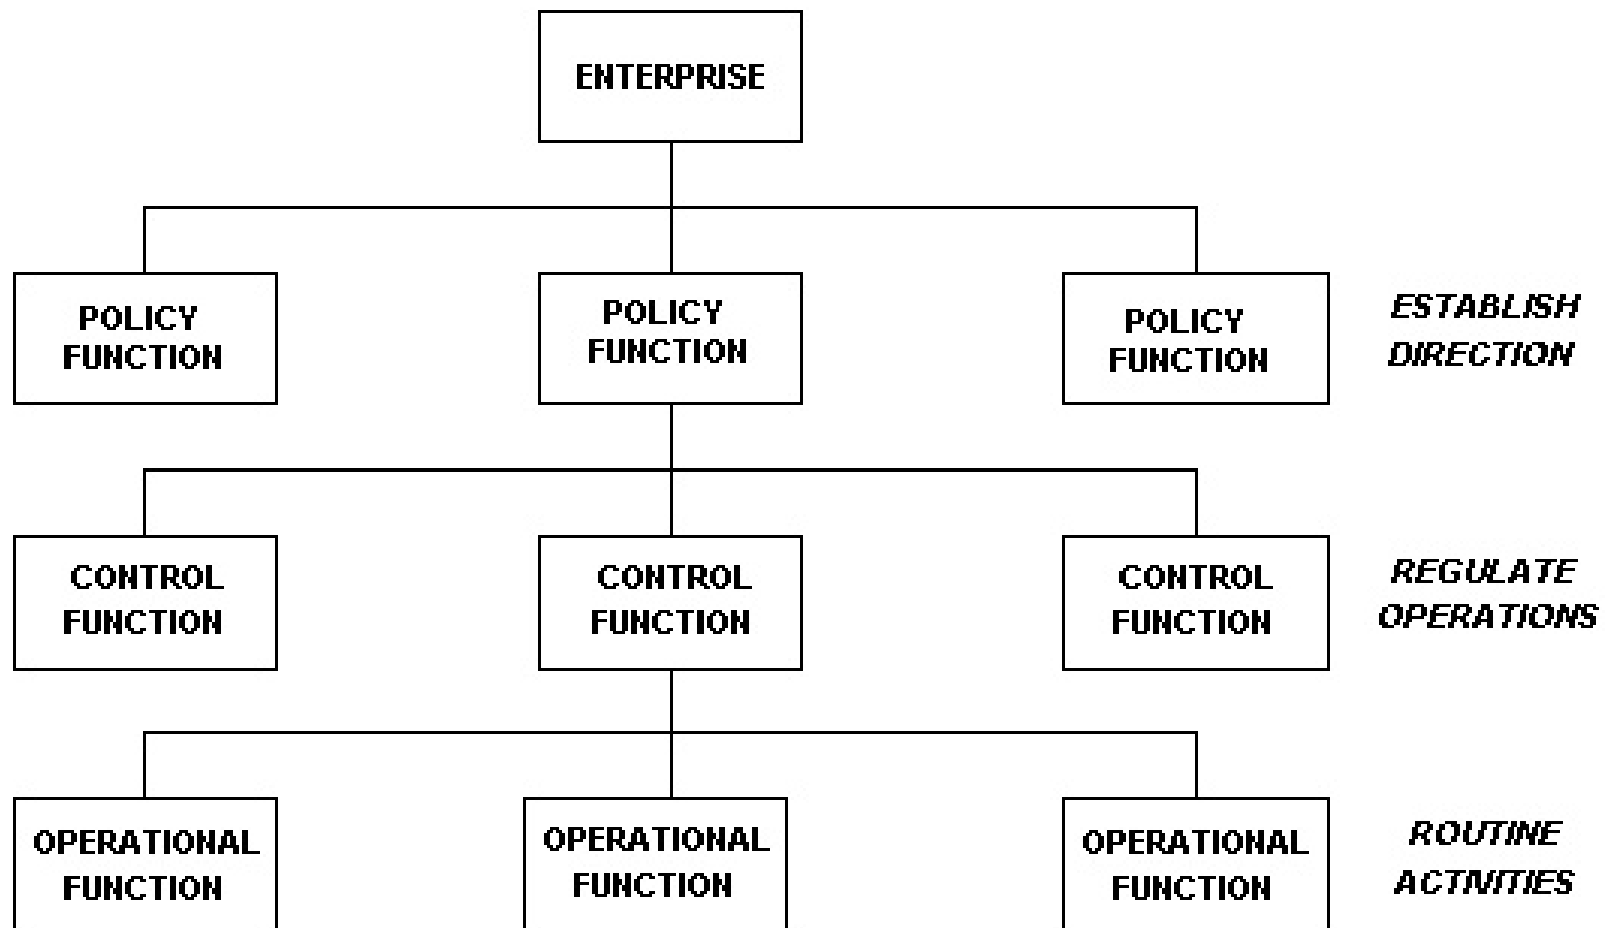 ENTERPRISE
POLICY
FUNCTION
POLICY
FUNCTION
POLICY
FUNCTION
ESTABLISH
DIRECTION
CONTROL
FUNCTION
CONTROL
FUNCTION
CONTROL
FUNCTION
REGULATE
OPERATIONS
OPERATIONAL
FUNCTION
OPERATIONAL
FUNCTION
OPERATIONAL
FUNCTION
ROUTINE
ACTIVITIES